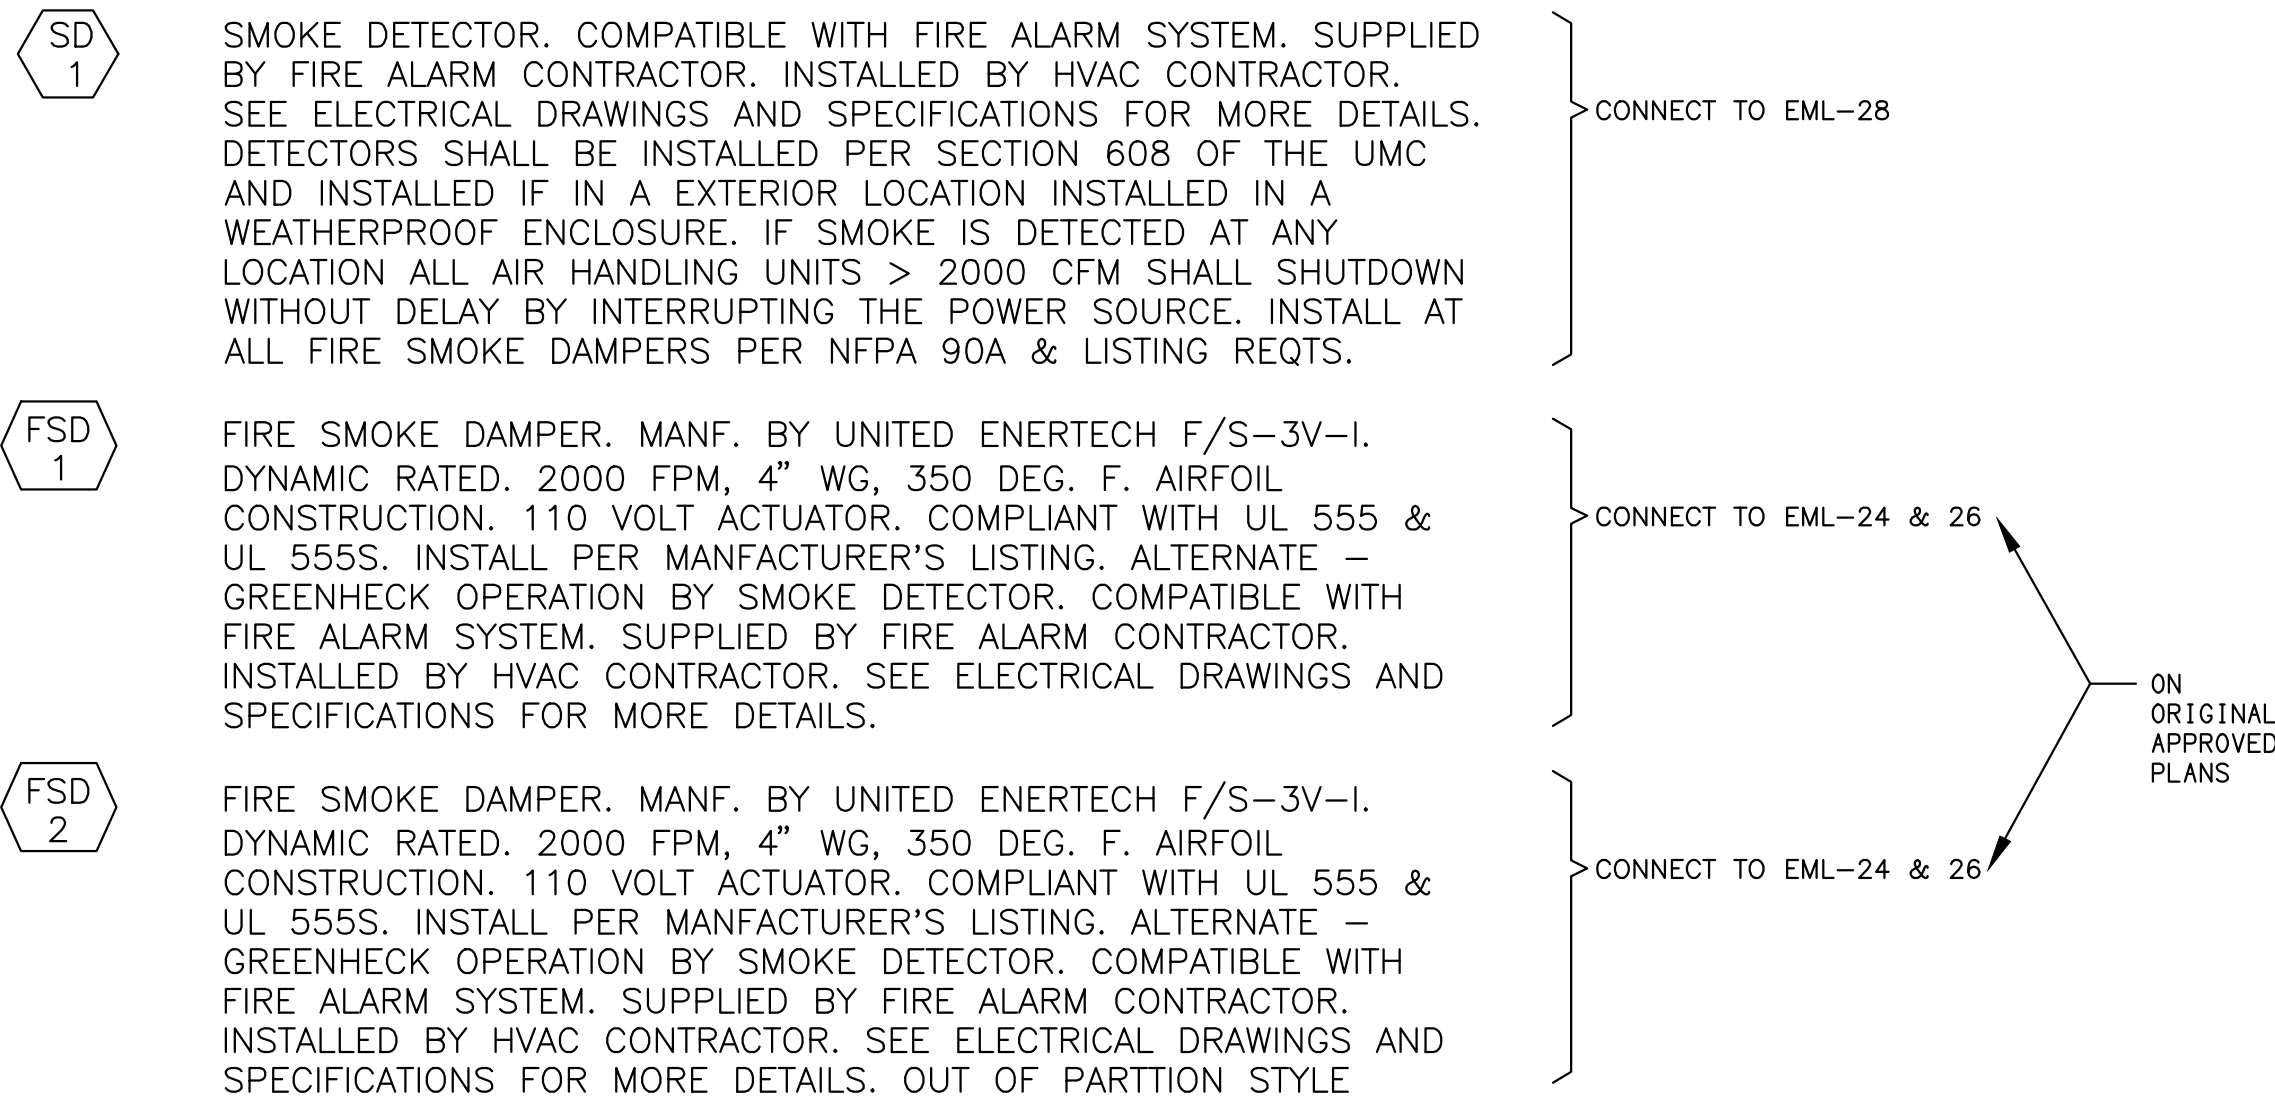 SD
1
SMOKE DETECTOR. COMPATIBLE WITH FIRE ALARM SYSTEM. SUPPLIED
BY FIRE ALARM CONTRACTOR. INSTALLED BY HVAC CONTRACTOR.
SEE ELECTRICAL DRAWINGS AND SPECIFICATIONS FOR MORE DETAILS.
DETECTORS SHALL BE INSTALLED PER SECTION 608 OF THE UMC
AND INSTALLED IF IN A EXTERIOR LOCATION INSTALLED IN A
WEATHERPROOF ENCLOSURE. IF SMOKE IS DETECTED AT ANY
LOCATION ALL AIR HANDLING UNITS > 2000 CFM SHALL SHUTDOWN
WITHOUT DELAY BY INTERRUPTING THE POWER SOURCE. INSTALL AT
ALL FIRE SMOKE DAMPERS PER NFPA 90A & LISTING REQTS.
CONNECT TO EML-28
FSD
1
FIRE SMOKE DAMPER. MANF. BY UNITED ENERTECH F/S-3V-I.
DYNAMIC RATED. 2000 FPM, 4" WG, 350 DEG. F. AIRFOIL
CONSTRUCTION. 110 VOLT ACTUATOR. COMPLIANT WITH UL 555 &
UL 555S. INSTALL PER MANFACTURER'S LISTING. ALTERNATE -
GREENHECK OPERATION BY SMOKE DETECTOR. COMPATIBLE WITH
FIRE ALARM SYSTEM. SUPPLIED BY FIRE ALARM CONTRACTOR.
INSTALLED BY HVAC CONTRACTOR. SEE ELECTRICAL DRAWINGS AND
SPECIFICATIONS FOR MORE DETAILS.
CONNECT TO EML-24 & 26
FSD
2
FIRE SMOKE DAMPER. MANF. BY UNITED ENERTECH F/S-3V-I.
DYNAMIC RATED. 2000 FPM, 4" WG, 350 DEG. F. AIRFOIL
CONSTRUCTION. 110 VOLT ACTUATOR. COMPLIANT WITH UL 555 &
UL 555S. INSTALL PER MANFACTURER'S LISTING. ALTERNATE -
GREENHECK OPERATION BY SMOKE DETECTOR. COMPATIBLE WITH
FIRE ALARM SYSTEM. SUPPLIED BY FIRE ALARM CONTRACTOR.
INSTALLED BY HVAC CONTRACTOR. SEE ELECTRICAL DRAWINGS AND
SPECIFICATIONS FOR MORE DETAILS. OUT OF PARTTION STYLE
CONNECT TO EML-24 & 26
ON
ORIGINAL
APPROVED
PLANS